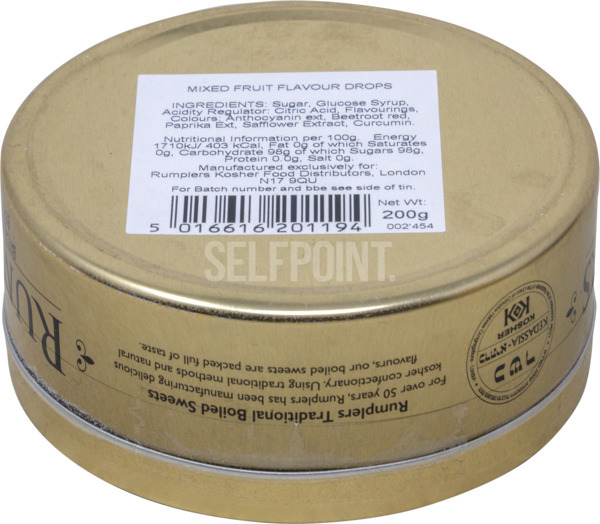 MIXED FRUIT FLAVOUR DROPS
INGREDIENTS: Sugar, Glucose Syrup,
Acidity Regulator: Citric Acid, Flavourings,
Colours: Anthocyanin ext, Beetroot red,
Paprika Ext, Safflower Extract, Curcumin.
Nutritional Information per 100g. Energy
1710kJ/ 403 kCal, Fat 0g of which Saturates
0g, Carbohydrate 98g of which Sugars 98g,
Protein 0.0g, Salt 0g.
Manufactured exclusively for:
Rumplers Kosher Food Distributors, London
N17 9QU
For Batch number and bbe see side of tin.
Net Wt:
200g
5 016616 201194
002'454
SELFPOINT.
RU
S
KOSHER
KEDASSIA-קדסיה
כשר
Rumplers Traditional Boiled Sweets
For over 50 years, Rumplers has been manufacturing delicious
kosher confectionary. Using traditional methods and natural
flavours, our boiled sweets are packed full of taste.